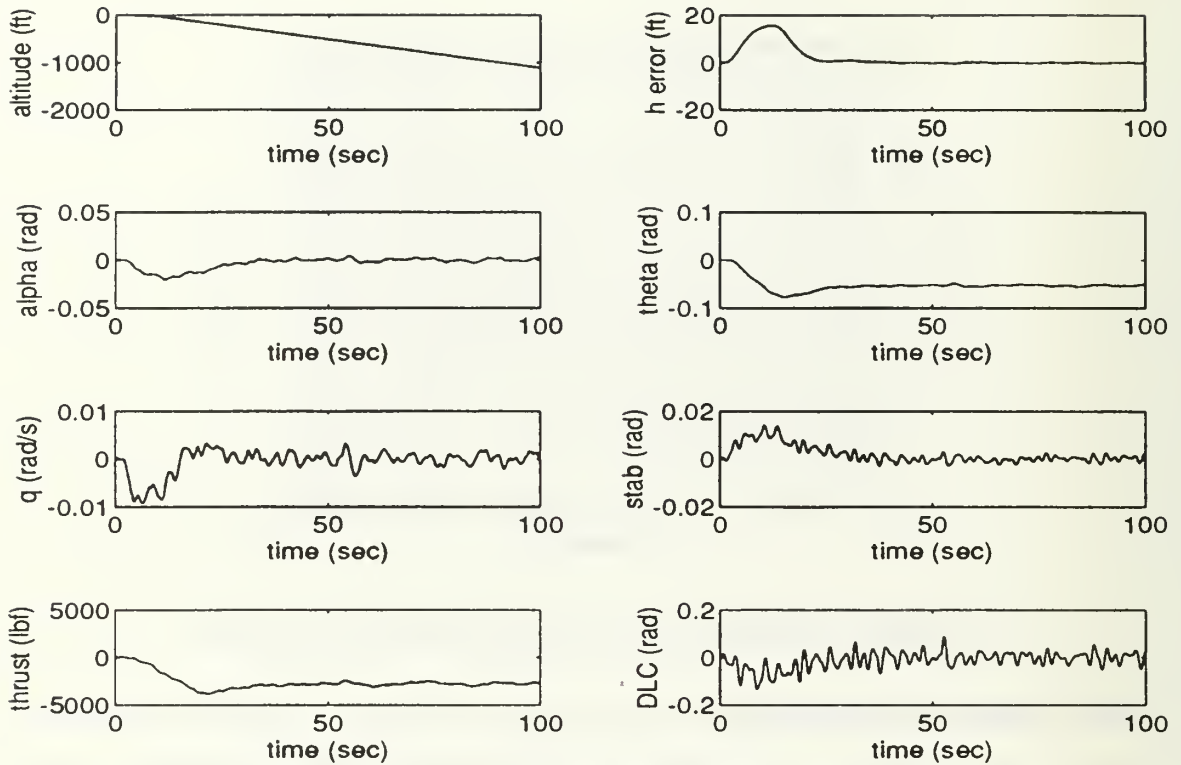 altitude (ft)
0
-1000
-2000
0 50 100
time (sec)
h error (ft)
20
0
-20
0 50 100
time (sec)
alpha (rad)
0.05
0
-0.05
0 50 100
time (sec)
theta (rad)
0.1
0
-0.1
0 50 100
time (sec)
q (rad/s)
0.01
0
-0.01
0 50 100
time (sec)
stab (rad)
0.02
0
-0.02
0 50 100
time (sec)
thrust (lbf)
5000
0
-5000
0 50 100
time (sec)
DLC (rad)
0.2
0
-0.2
0 50 100
time (sec)